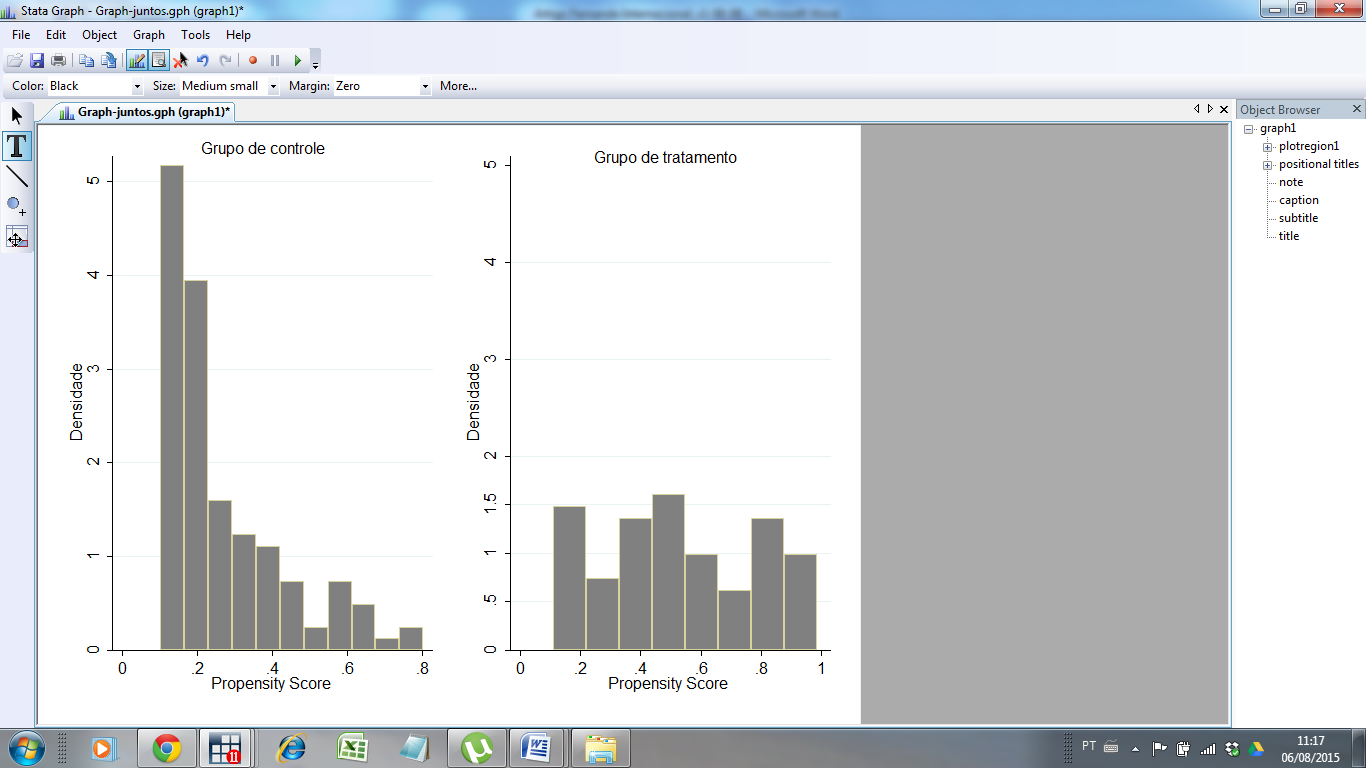 Stata Graph - Graph-juntos.gph (graph1)*
File Edit Object Graph Tools Help
Color: Black Size: Medium small Margin: Zero More...
Graph-juntos.gph (graph1)*
Object Browser
graph1
plotregion1
positional titles
note
caption
subtitle
title
Grupo de controle
Densidade
5
4
3
2
1
0
0 .2 .4 .6 .8
Propensity Score
Grupo de tratamento
Densidade
5
4
3
2
1.5
1
.5
0
0 .2 .4 .6 .8 1
Propensity Score
11
PT
11:17
06/08/2015